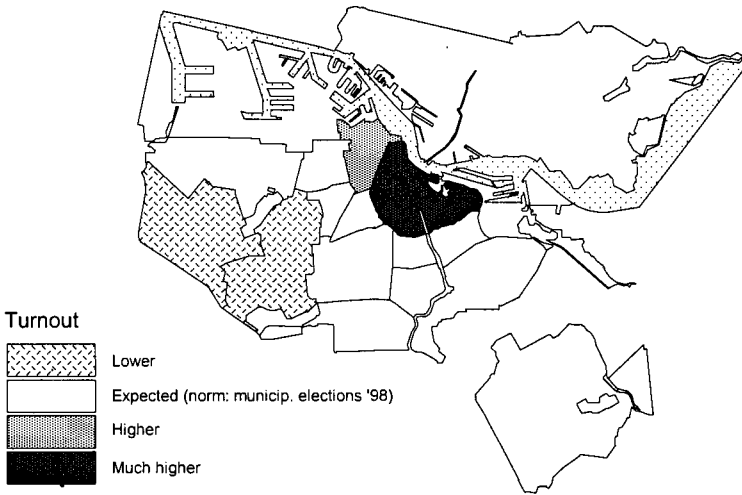 Turnout
Lower
Expected (norm: municip. elections '98)
Higher
Much higher